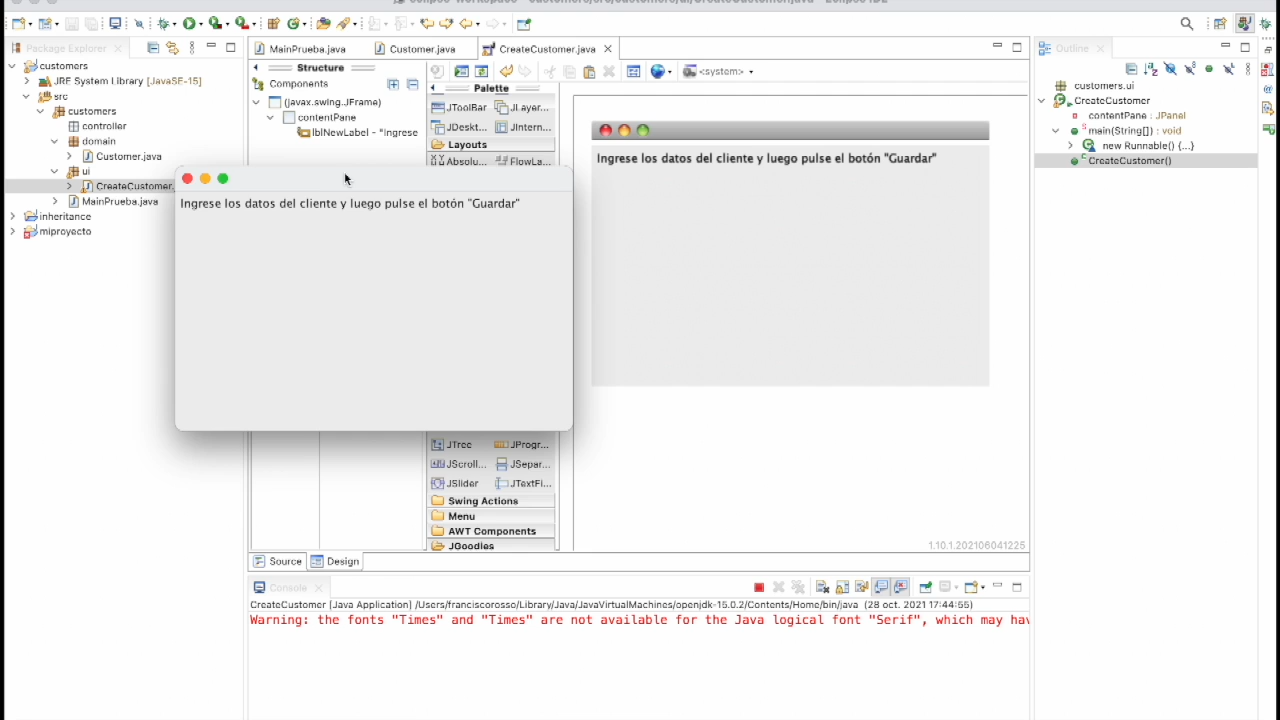 Package Explorer
MainPrueba.java
Customer.java
CreateCustomer.java
Outline
customers
JRE System Library [JavaSE-15]
src
customers
controller
domain
Customer.java
ui
CreateCustomer.
MainPrueba.java
inheritance
miproyecto
Structure
Components
(javax.swing.JFrame)
contentPane
lblNewLabel - "Ingrese
<system>
Palette
JToolBar
JLayer...
JDeskt...
JIntern...
Layouts
Absolu...
FlowLa...
Ingrese los datos del cliente y luego pulse el botón "Guardar"
Ingrese los datos del cliente y luego pulse el botón "Guardar"
JTree
JProgr...
JScroll...
JSepar...
JSlider
JTextFi...
Swing Actions
Menu
AWT Components
JGoodies
1.10.1.202106041225
customers.ui
CreateCustomer
contentPane : JPanel
main(String[]) : void
new Runnable() {...}
CreateCustomer()
Source
Design
Console
CreateCustomer [Java Application] /Users/franciscorosso/Library/Java/JavaVirtualMachines/openjdk-15.0.2/Contents/Home/bin/java (28 oct. 2021 17:44:55)
Warning: the fonts "Times" and "Times" are not available for the Java logical font "Serif", which may hav